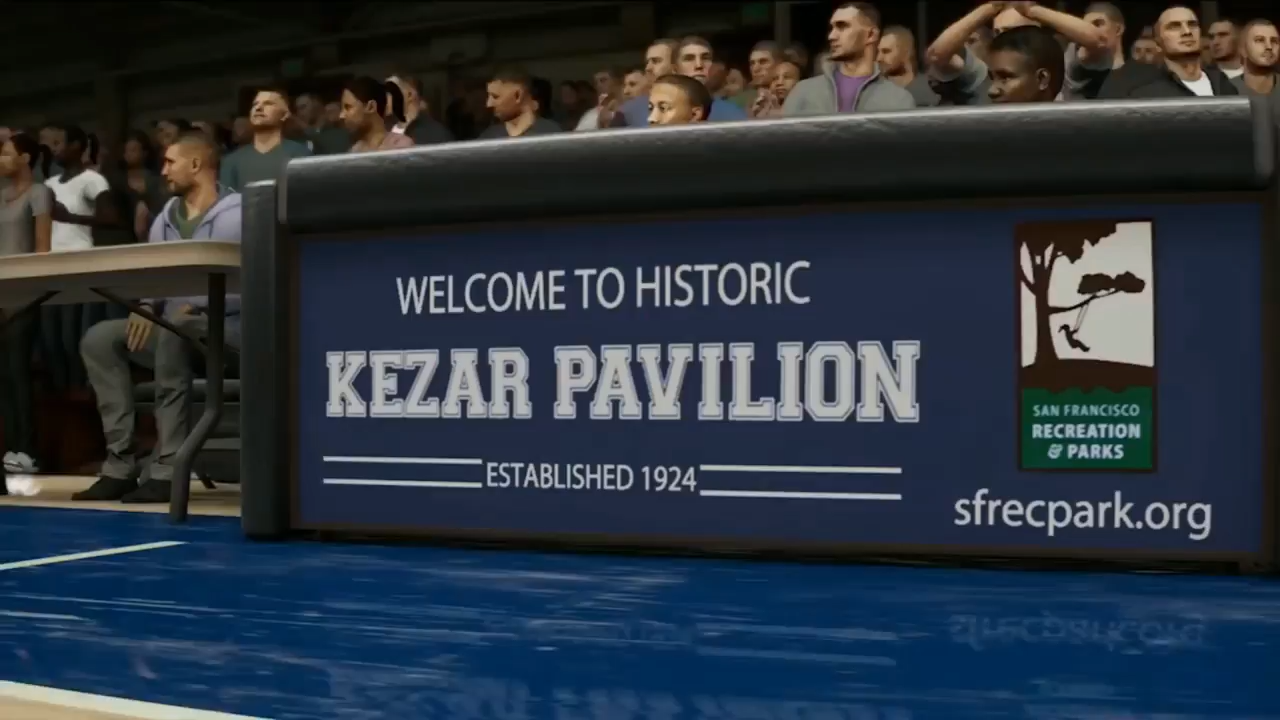 WELCOME TO HISTORIC
KEZAR PAVILION
ESTABLISHED 1924
SAN FRANCISCO
RECREATION
& PARKS
sfrecpark.org